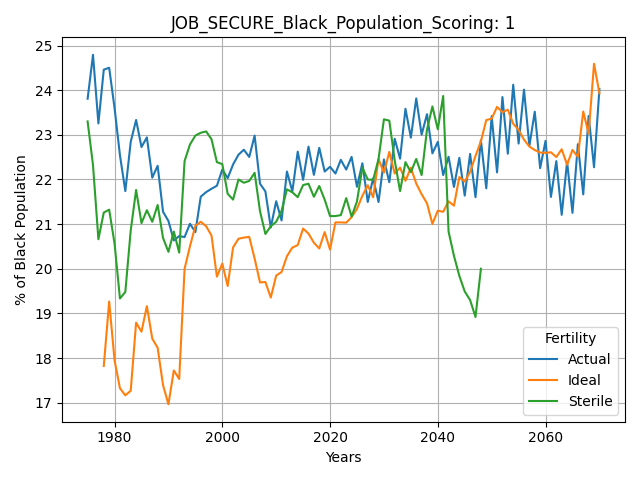 JOB_SECURE_Black_Population_Scoring: 1
% of Black Population
25
24
23
22
21
20
19
18
17
1980
2000
2020
2040
2060
Years
Fertility
Actual
Ideal
Sterile